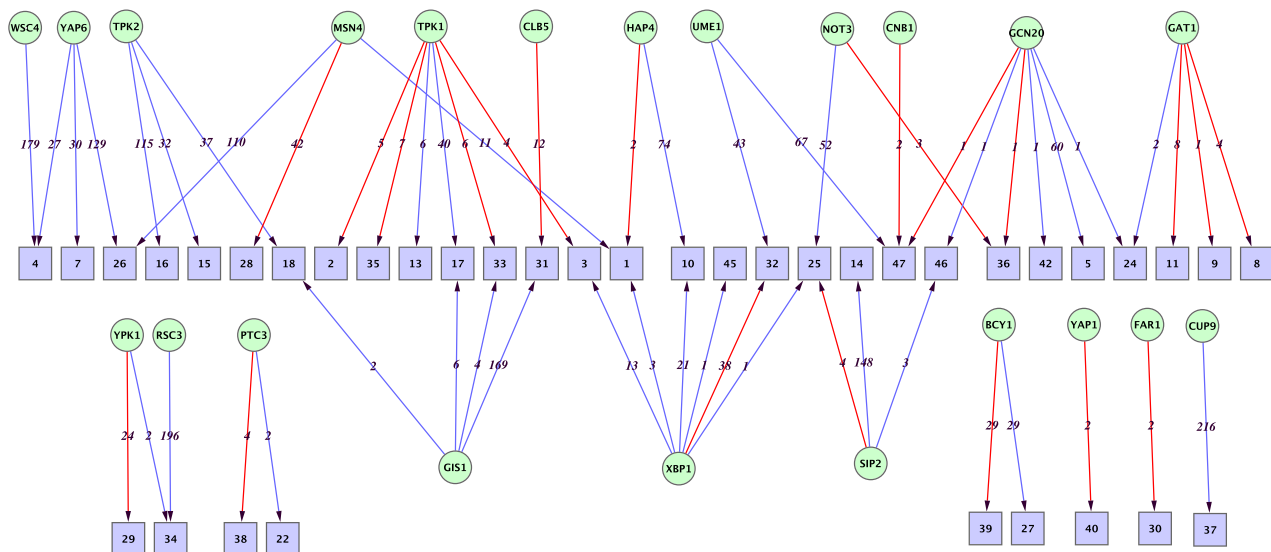 WSC4 YAP6 TPK2 MSN4 TPK1 CLB5 HAP4 UME1 NOT3 CNB1 GCN20 GAT1
179 27 30 129 115 32 37 110 42 5 7 6 40 6 11 4 12 2 74 43 67 52 3 2 1 1 1 1 60 1 2 8 1 4
4 7 26 16 15 28 18 2 35 13 17 33 31 3 1 10 45 32 25 14 47 46 36 42 5 24 11 9 8
YPK1 RSC3 PTC3 BCY1 YAP1 FAR1 CUP9
2 6 4 169 13 3 21 1 38 1 4 148 3
24 2 196 4 2 29 29 2 2 216
GIS1 XBP1 SIP2
29 34 38 22 39 27 40 30 37